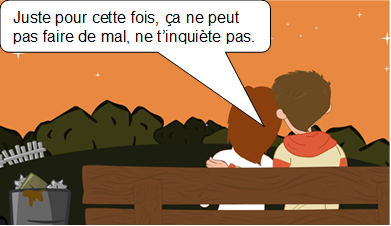 Juste pour cette fois, ça ne peut
pas faire de mal, ne t’inquiète pas.